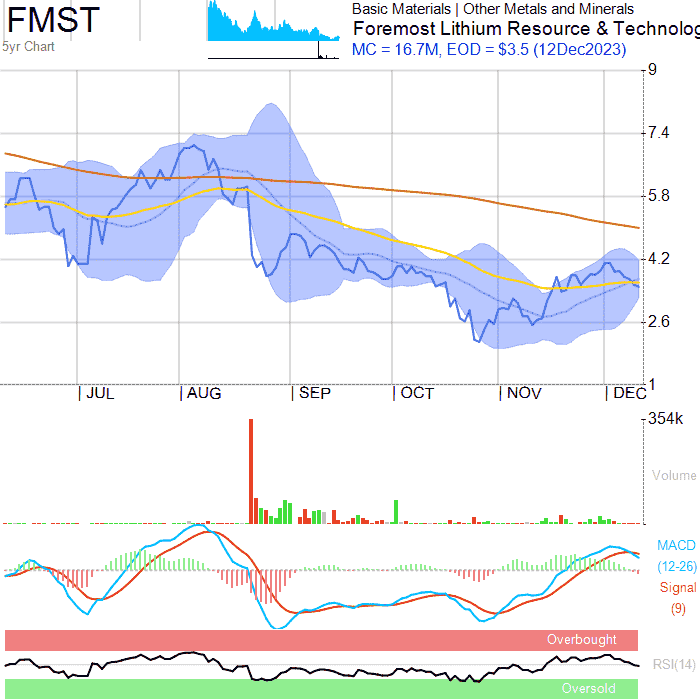 FMST
5yr Chart
Basic Materials | Other Metals and Minerals
Foremost Lithium Resource & Technolog
MC = 16.7M, EOD = $3.5 (12Dec2023)
9
7.4
5.8
4.2
2.6
1
| JUL | AUG | SEP | OCT | NOV | DEC
354k
Volume
MACD
(12-26)
Signal
(9)
Overbought
RSI(14)
Oversold